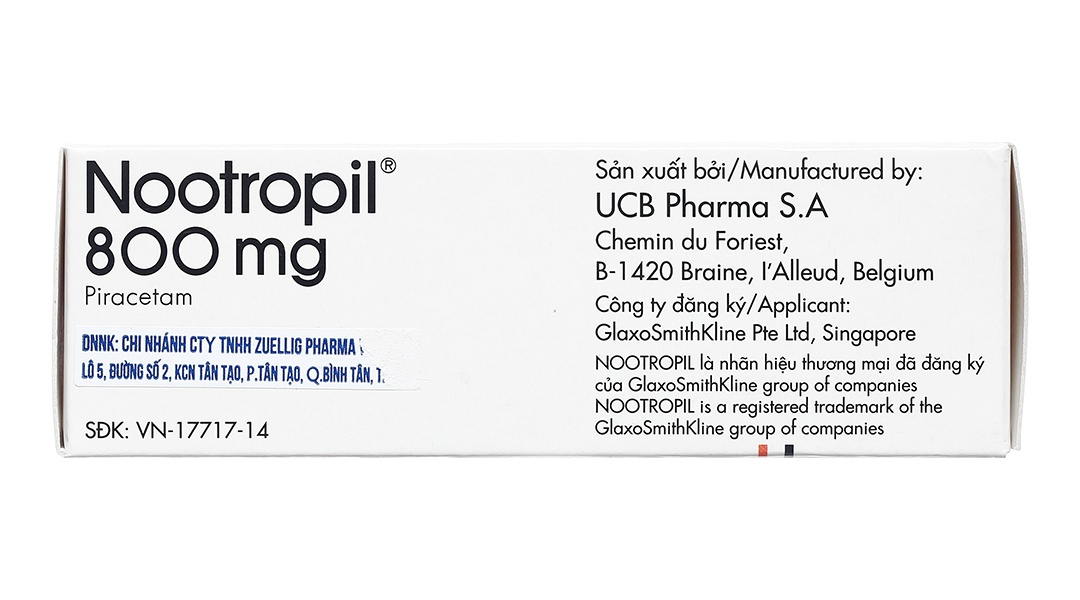 Nootropil®
800 mg
Piracetam
DNNK: CHI NHÁNH CTY TNHH ZUELLIG PHARMA
LÔ 5, ĐƯỜNG SỐ 2, KCN TÂN TẠO, P.TÂN TẠO, Q.BÌNH TÂN,
SĐK: VN-17717-14
Sản xuất bởi/Manufactured by:
UCB Pharma S.A
Chemin du Foriest,
B-1420 Braine, I’Alleud, Belgium
Công ty đăng ký/Applicant:
GlaxoSmithKline Pte Ltd, Singapore
NOOTROPIL là nhãn hiệu thương mại đã đăng ký
của GlaxoSmithKline group of companies
NOOTROPIL is a registered trademark of the
GlaxoSmithKline group of companies